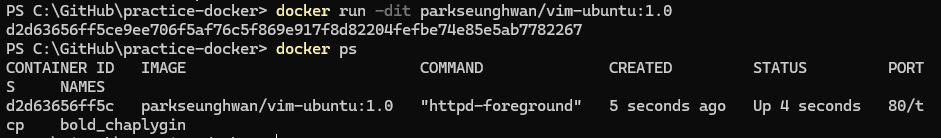 PS C:\GitHub\practice-docker> docker run -dit parkseunghwan/vim-ubuntu:1.0
d2d63656ff5ce9ee706f5af76c5f869e917f8d82204fefbe74e85e5ab7782267
PS C:\GitHub\practice-docker> docker ps
CONTAINER ID   IMAGE                          COMMAND              CREATED         STATUS         PORT
S     NAMES
d2d63656ff5c   parkseunghwan/vim-ubuntu:1.0   "httpd-foreground"   5 seconds ago   Up 4 seconds   80/t
cp    bold_chaplygin